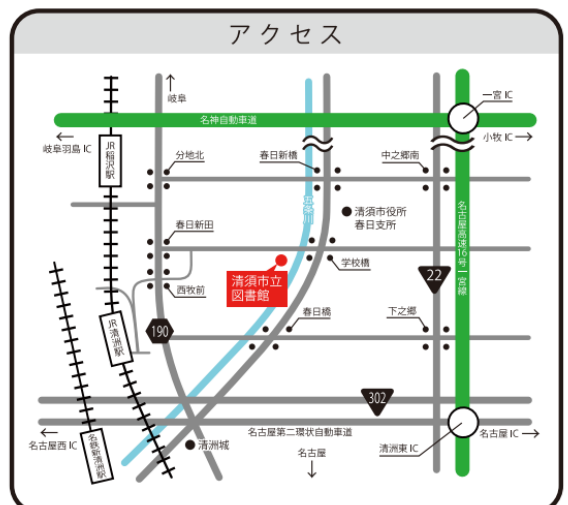 アクセス
岐阜
一宮 IC
名神自動車道
岐阜羽島 IC
小牧 IC
JR稲沢駅
分地北
春日新橋
中之郷南
五条川
清須市役所
春日支所
名古屋高速16号一宮線
春日新田
学校橋
清須市立
図書館
22
西牧前
190
JR清洲駅
春日橋
下之郷
302
名古屋西 IC
名鉄新清洲駅
清洲城
名古屋第二環状自動車道
名古屋
清洲東 IC
名古屋 IC